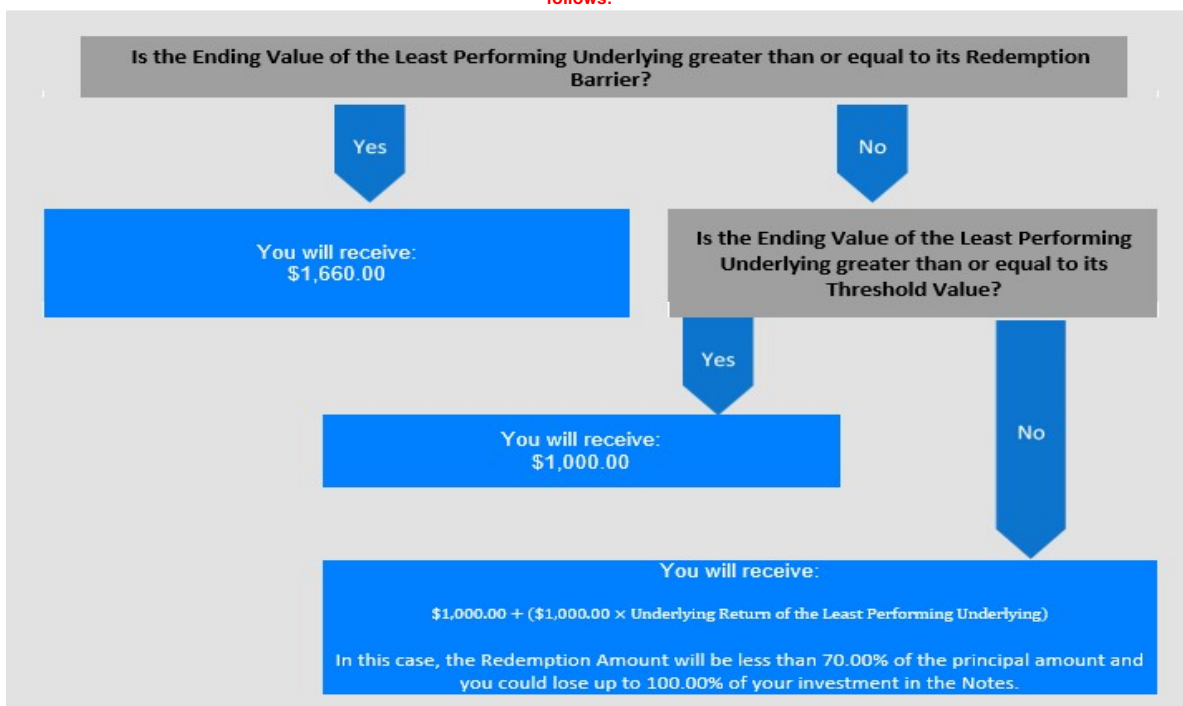 follows:
Is the Ending Value of the Least Performing Underlying greater than or equal to its Redemption
Barrier?
Yes
No
You will receive:
$1,660.00
Is the Ending Value of the Least Performing
Underlying greater than or equal to its
Threshold Value?
Yes
You will receive:
$1,000.00
No
You will receive:
$1,000.00 + ($1,000.00 × Underlying Return of the Least Performing Underlying)
In this case, the Redemption Amount will be less than 70.00% of the principal amount and
you could lose up to 100.00% of your investment in the Notes.